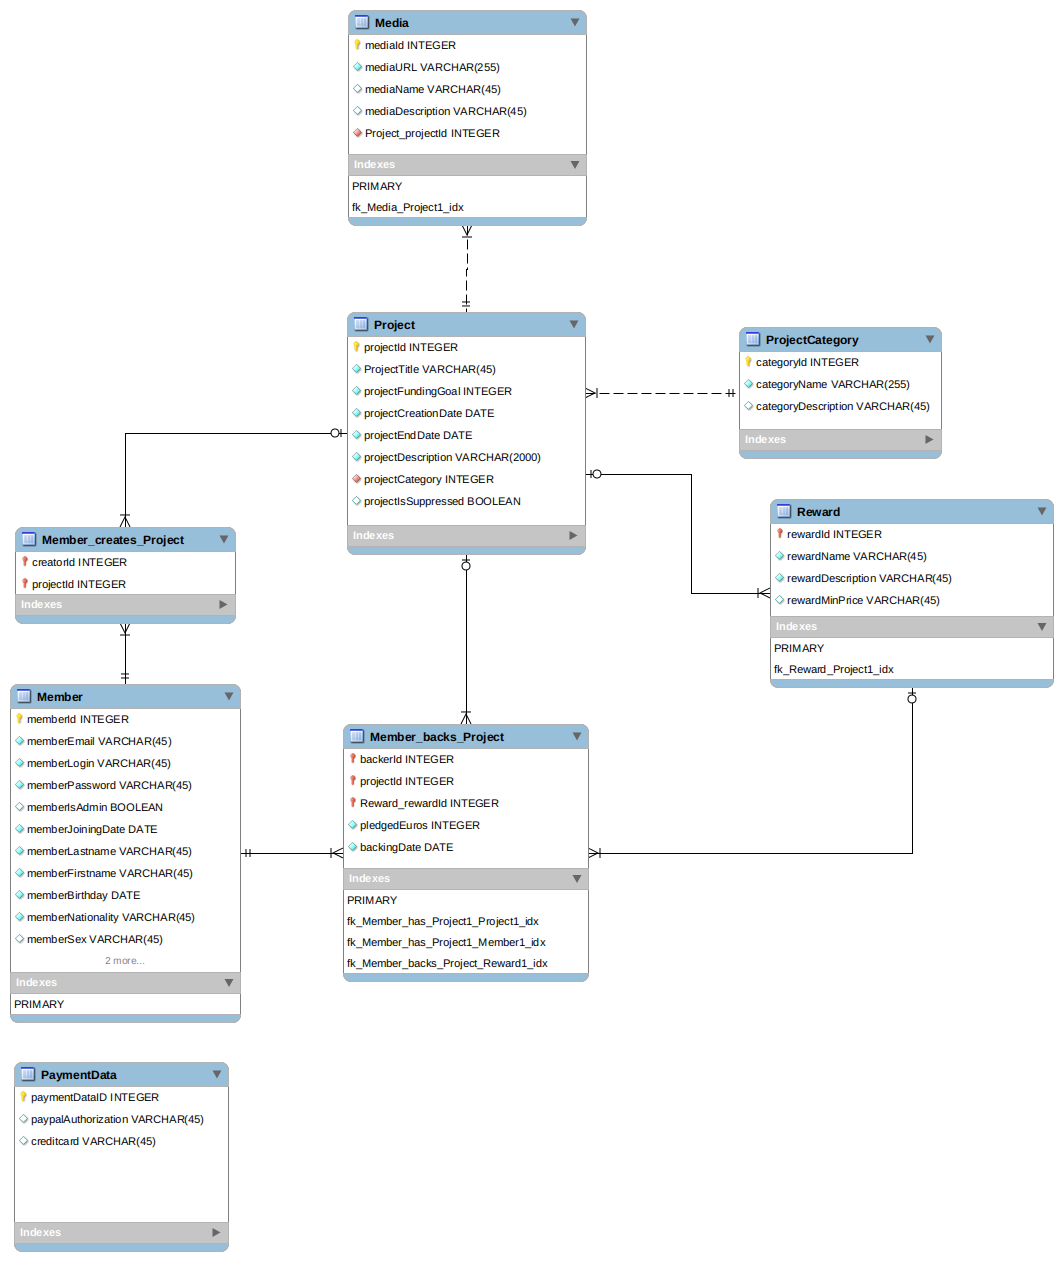 Media
mediaId INTEGER
mediaURL VARCHAR(255)
mediaName VARCHAR(45)
mediaDescription VARCHAR(45)
Project_projectId INTEGER
Indexes
PRIMARY
fk_Media_Project1_idx
Project
projectId INTEGER
ProjectTitle VARCHAR(45)
projectFundingGoal INTEGER
projectCreationDate DATE
projectEndDate DATE
projectDescription VARCHAR(2000)
projectCategory INTEGER
projectIsSuppressed BOOLEAN
Indexes
ProjectCategory
categoryId INTEGER
categoryName VARCHAR(255)
categoryDescription VARCHAR(45)
Indexes
Reward
rewardId INTEGER
rewardName VARCHAR(45)
rewardDescription VARCHAR(45)
rewardMinPrice VARCHAR(45)
Indexes
PRIMARY
fk_Reward_Project1_idx
Member_creates_Project
creatorId INTEGER
projectId INTEGER
Indexes
Member
memberId INTEGER
memberEmail VARCHAR(45)
memberLogin VARCHAR(45)
memberPassword VARCHAR(45)
memberIsAdmin BOOLEAN
memberJoiningDate DATE
memberLastname VARCHAR(45)
memberFirstname VARCHAR(45)
memberBirthday DATE
memberNationality VARCHAR(45)
memberSex VARCHAR(45)
2 more...
Indexes
PRIMARY
Member_backs_Project
backerId INTEGER
projectId INTEGER
Reward_rewardId INTEGER
pledgedEuros INTEGER
backingDate DATE
Indexes
PRIMARY
fk_Member_has_Project1_Project1_idx
fk_Member_has_Project1_Member1_idx
fk_Member_backs_Project_Reward1_idx
PaymentData
paymentDataID INTEGER
paypalAuthorization VARCHAR(45)
creditcard VARCHAR(45)
Indexes